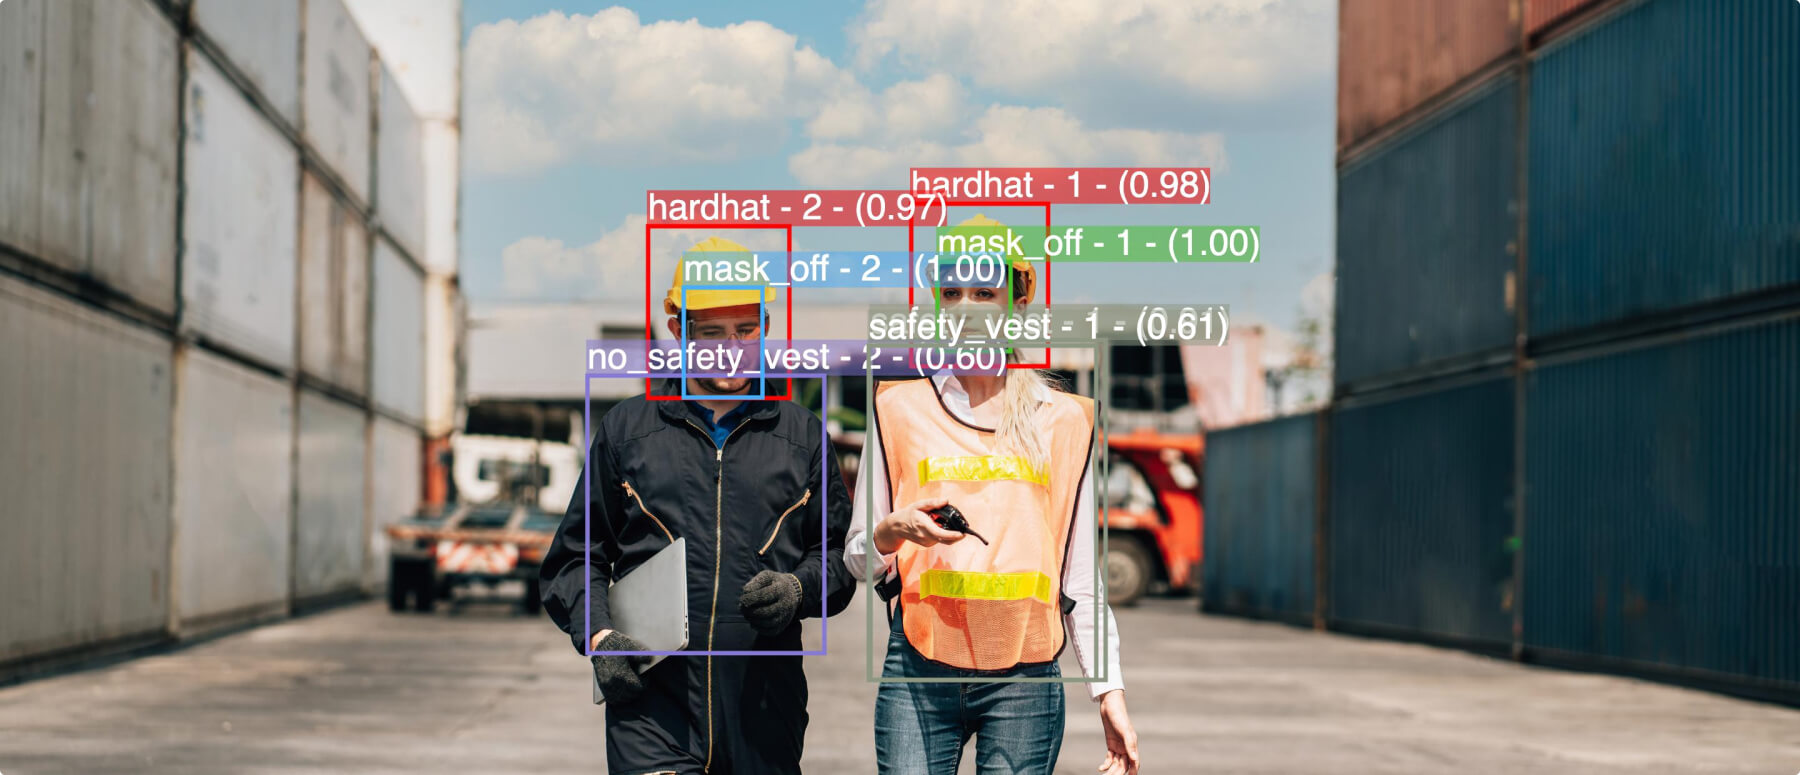 hardhat - 1 - (0.98)
hardhat - 2 - (0.97)
mask_off - 1 - (1.00)
mask_off - 2 - (1.00)
safety_vest - 1 - (0.61)
no_safety_vest - 2 - (0.60)